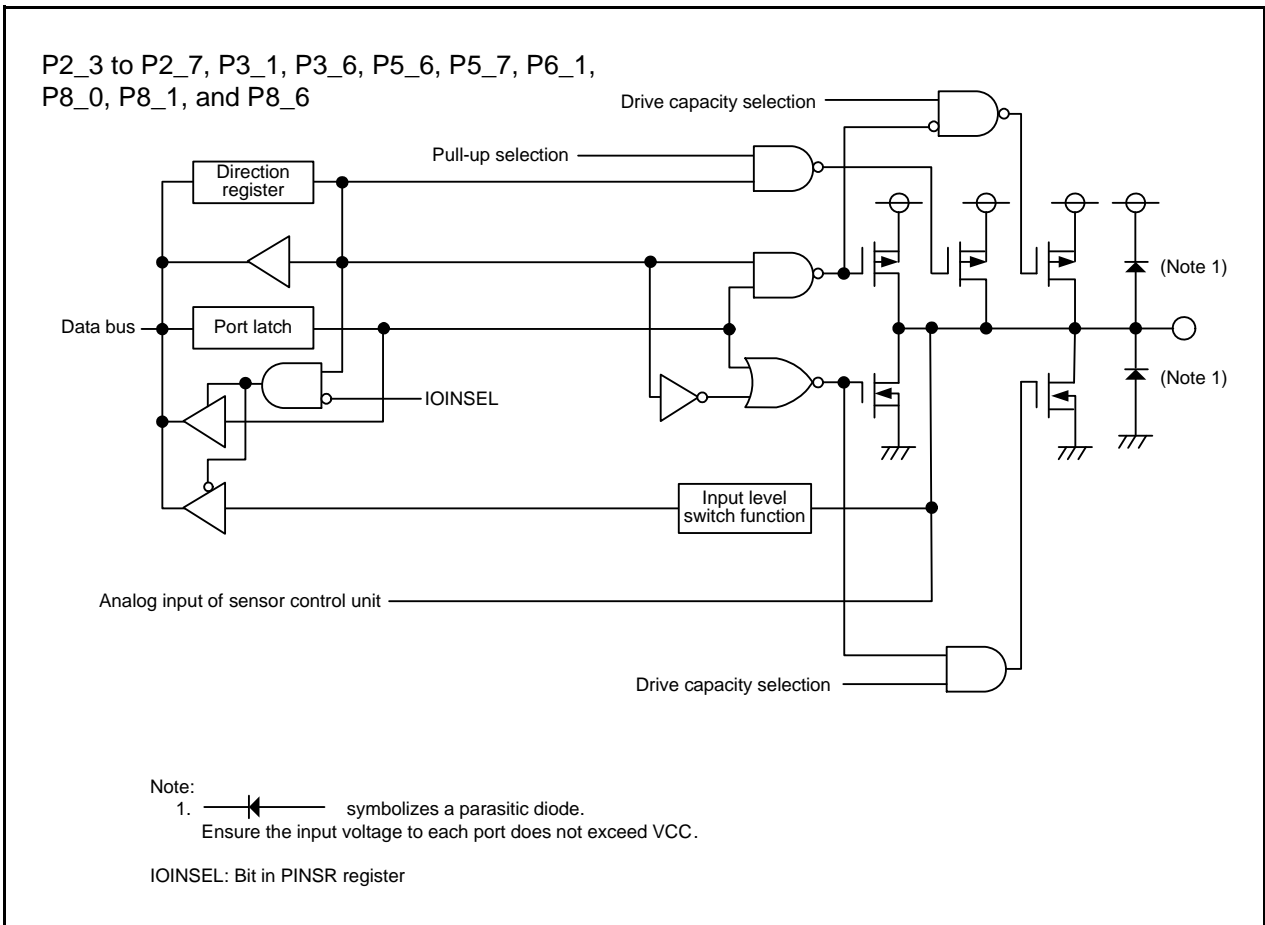 P2_3 to P2_7, P3_1, P3_6, P5_6, P5_7, P6_1,
P8_0, P8_1, and P8_6
Drive capacity selection
Pull-up selection
Direction
register
(Note 1)
Data bus
Port latch
(Note 1)
IOINSEL
Input level
switch function
Analog input of sensor control unit
Drive capacity selection
Note:
1. symbolizes a parasitic diode.
Ensure the input voltage to each port does not exceed VCC.
IOINSEL: Bit in PINSR register